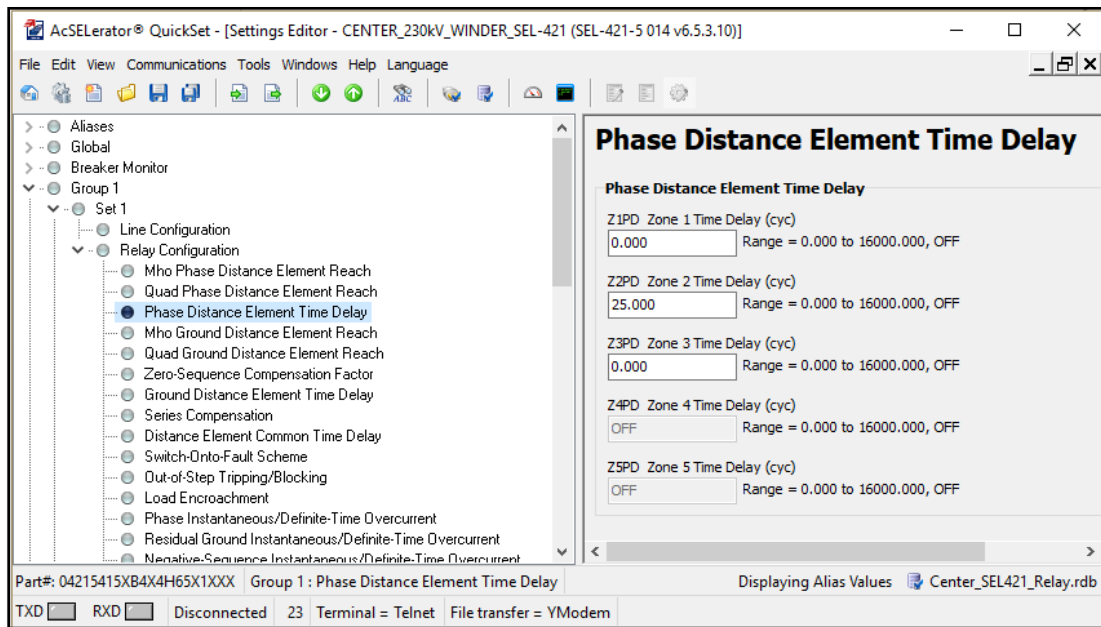 AcSELerator® QuickSet - [Settings Editor - CENTER_230kV_WINDER_SEL-421 (SEL-421-5 014 v6.5.3.10)]
File Edit View Communications Tools Windows Help Language
Aliases
Global
Breaker Monitor
Group 1
Set 1
Line Configuration
Relay Configuration
Mho Phase Distance Element Reach
Quad Phase Distance Element Reach
Phase Distance Element Time Delay
Mho Ground Distance Element Reach
Quad Ground Distance Element Reach
Zero-Sequence Compensation Factor
Ground Distance Element Time Delay
Series Compensation
Distance Element Common Time Delay
Switch-Onto-Fault Scheme
Out-of-Step Tripping/Blocking
Load Encroachment
Phase Instantaneous/Definite-Time Overcurrent
Residual Ground Instantaneous/Definite-Time Overcurrent
Negative-Sequence Instantaneous/Definite-Time Overcurrent
Phase Distance Element Time Delay
Phase Distance Element Time Delay
Z1PD Zone 1 Time Delay (cyc)
0.000 Range = 0.000 to 16000.000, OFF
Z2PD Zone 2 Time Delay (cyc)
25.000 Range = 0.000 to 16000.000, OFF
Z3PD Zone 3 Time Delay (cyc)
0.000 Range = 0.000 to 16000.000, OFF
Z4PD Zone 4 Time Delay (cyc)
OFF Range = 0.000 to 16000.000, OFF
Z5PD Zone 5 Time Delay (cyc)
OFF Range = 0.000 to 16000.000, OFF
Part#: 04215415XB4X4H65X1XXX Group 1 : Phase Distance Element Time Delay Displaying Alias Values Center_SEL421_Relay.rdb
TXD RXD Disconnected 23 Terminal = Telnet File transfer = YModem